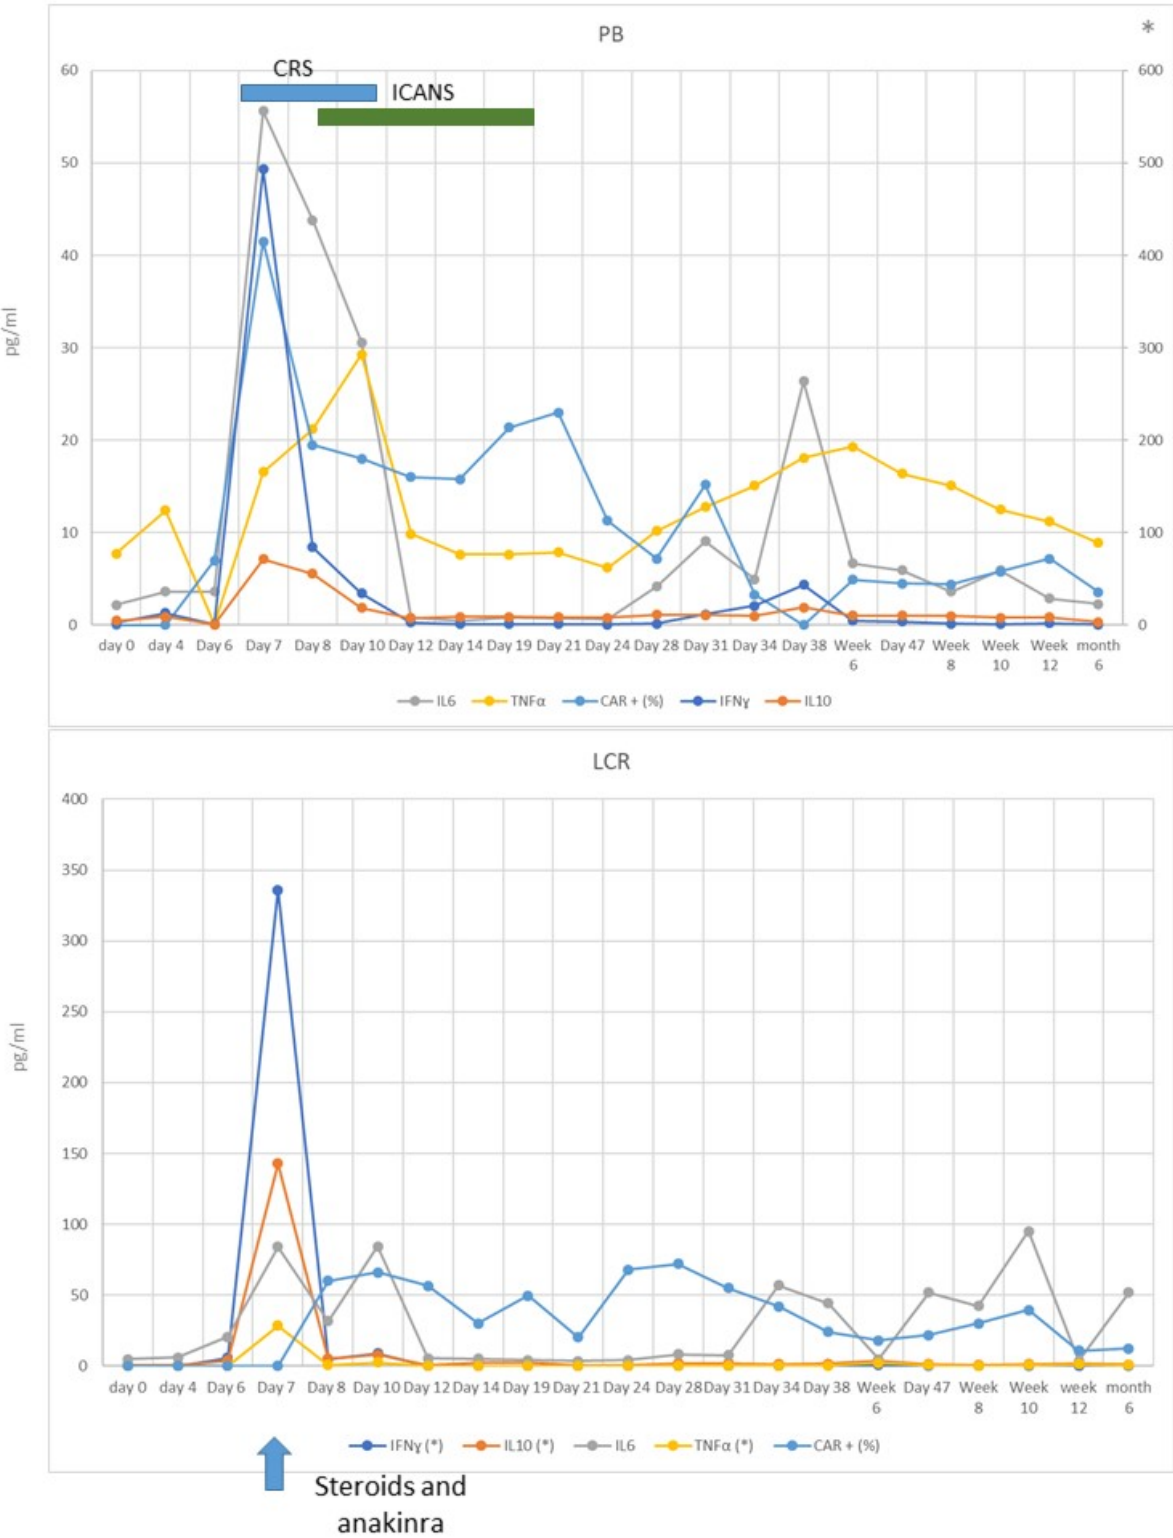 PB
*
CRS
ICANS
60 600
50 500
40 400
30 300
20 200
10 100
0 0
pg/ml
day 0 day 4 Day 6 Day 7 Day 8 Day 10 Day 12 Day 14 Day 19 Day 21 Day 24 Day 28 Day 31 Day 34 Day 38 Week Day 47 Week Week Week month
6 8 10 12 6
IL6 TNFα CAR + (%) IFNɣ IL10
LCR
400
350
300
250
200
150
100
50
0
pg/ml
day 0 day 4 Day 6 Day 7 Day 8 Day 10 Day 12 Day 14 Day 19 Day 21 Day 24 Day 28 Day 31 Day 34 Day 38 Week Day 47 Week Week week month
6 8 10 12 6
IFNɣ (*) IL10 (*) IL6 TNFα (*) CAR + (%)
Steroids and
anakinra